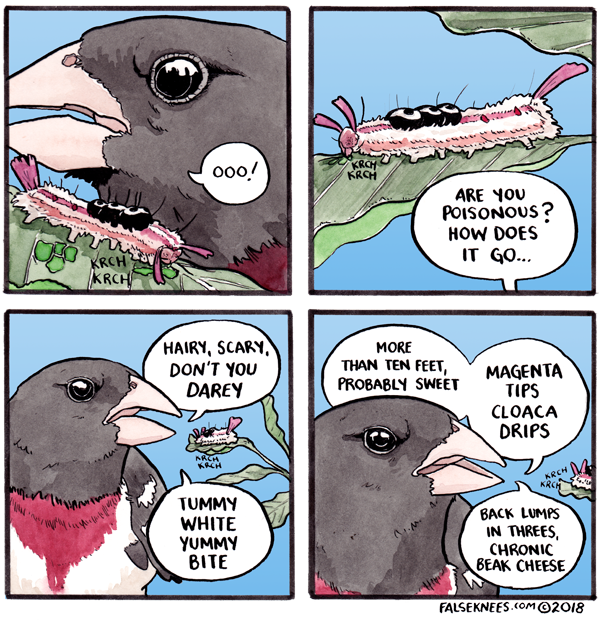 OOO!
KRCH
KRCH
KRCH
KRCH
ARE YOU
POISONOUS?
HOW DOES
IT GO...
HAIRY, SCARY,
DON'T YOU
DAREY
KRCH
KRCH
TUMMY
WHITE
YUMMY
BITE
MORE
THAN TEN FEET,
PROBABLY SWEET
MAGENTA
TIPS
CLOACA
DRIPS
KRCH
KRCH
BACK LUMPS
IN THREES,
CHRONIC
BEAK CHEESE
FALSEKNEES.COM © 2018